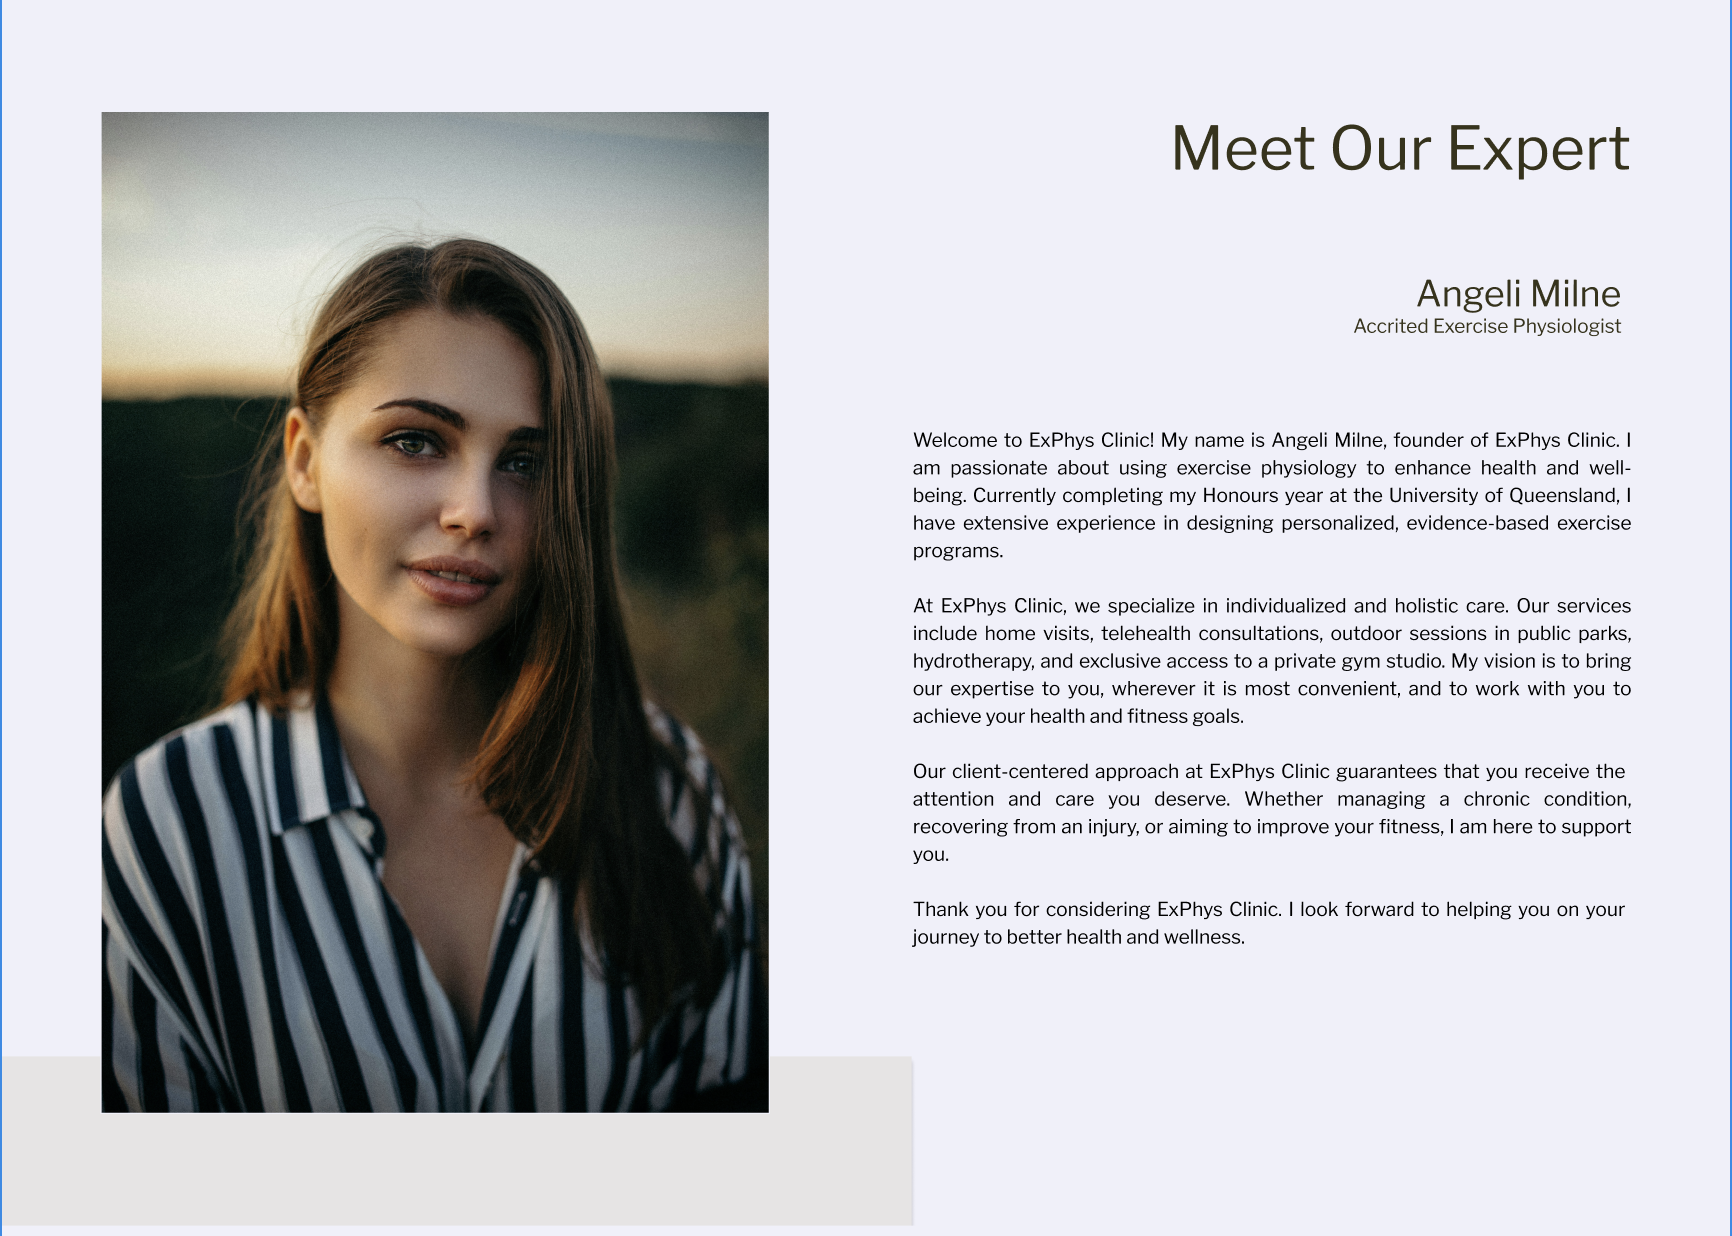 Meet Our Expert
Angeli Milne
Accrited Exercise Physiologist
Welcome to ExPhys Clinic! My name is Angeli Milne, founder of ExPhys Clinic. I
am passionate about using exercise physiology to enhance health and well-
being. Currently completing my Honours year at the University of Queensland, I
have extensive experience in designing personalized, evidence-based exercise
programs.
At ExPhys Clinic, we specialize in individualized and holistic care. Our services
include home visits, telehealth consultations, outdoor sessions in public parks,
hydrotherapy, and exclusive access to a private gym studio. My vision is to bring
our expertise to you, wherever it is most convenient, and to work with you to
achieve your health and fitness goals.
Our client-centered approach at ExPhys Clinic guarantees that you receive the
attention and care you deserve. Whether managing a chronic condition,
recovering from an injury, or aiming to improve your fitness, I am here to support
you.
Thank you for considering ExPhys Clinic. I look forward to helping you on your
journey to better health and wellness.